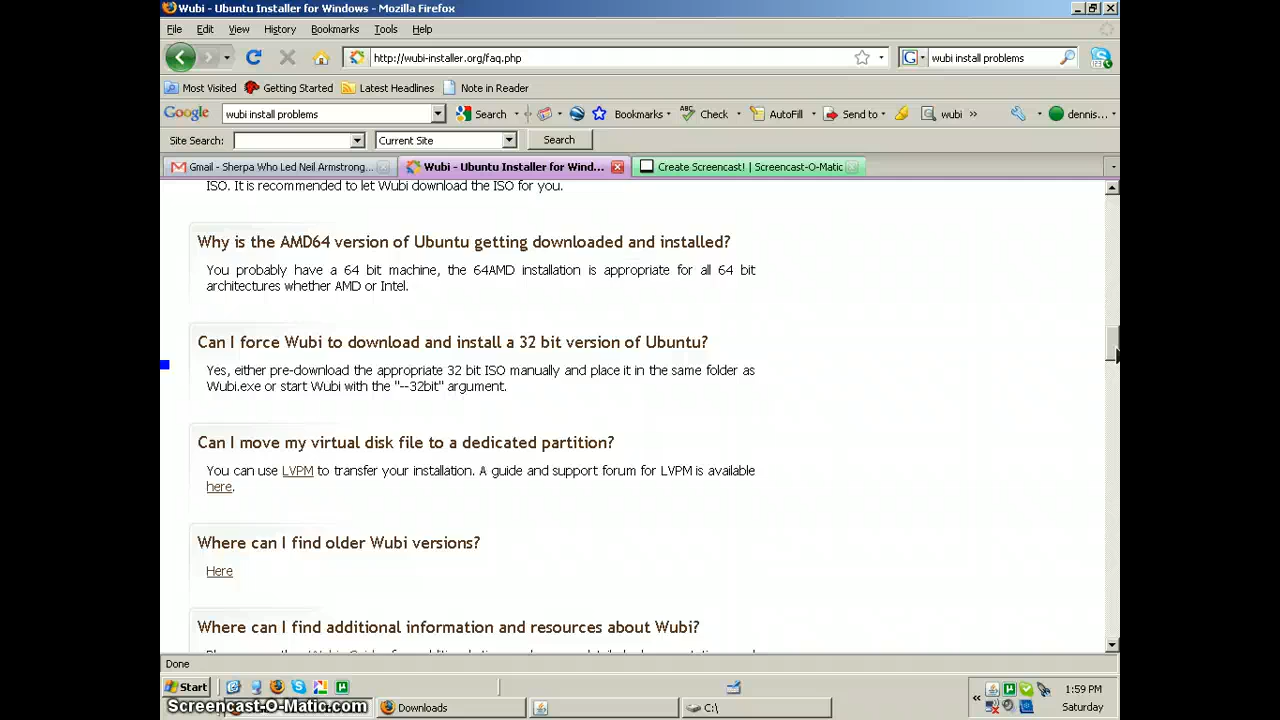 Wubi - Ubuntu Installer for Windows - Mozilla Firefox
File Edit View History Bookmarks Tools Help
http://wubi-installer.org/faq.php
G wubi install problems
Most Visited Getting Started Latest Headlines Note in Reader
Google wubi install problems Search Bookmarks ABC Check AutoFill Send to wubi » dennis...
Site Search: Current Site Search
Gmail - Sherpa Who Led Neil Armstrong... Wubi - Ubuntu Installer for Wind... Create Screencast! | Screencast-O-Matic
ISO. It is recommended to let Wubi download the ISO for you.
Why is the AMD64 version of Ubuntu getting downloaded and installed?
You probably have a 64 bit machine, the 64AMD installation is appropriate for all 64 bit
architectures whether AMD or Intel.
Can I force Wubi to download and install a 32 bit version of Ubuntu?
Yes, either pre-download the appropriate 32 bit ISO manually and place it in the same folder as
Wubi.exe or start Wubi with the "--32bit" argument.
Can I move my virtual disk file to a dedicated partition?
You can use LVPM to transfer your installation. A guide and support forum for LVPM is available
here.
Where can I find older Wubi versions?
Here
Where can I find additional information and resources about Wubi?
Done
Start « 1:59 PM
Screencast-O-Matic.com Downloads C:\ Saturday